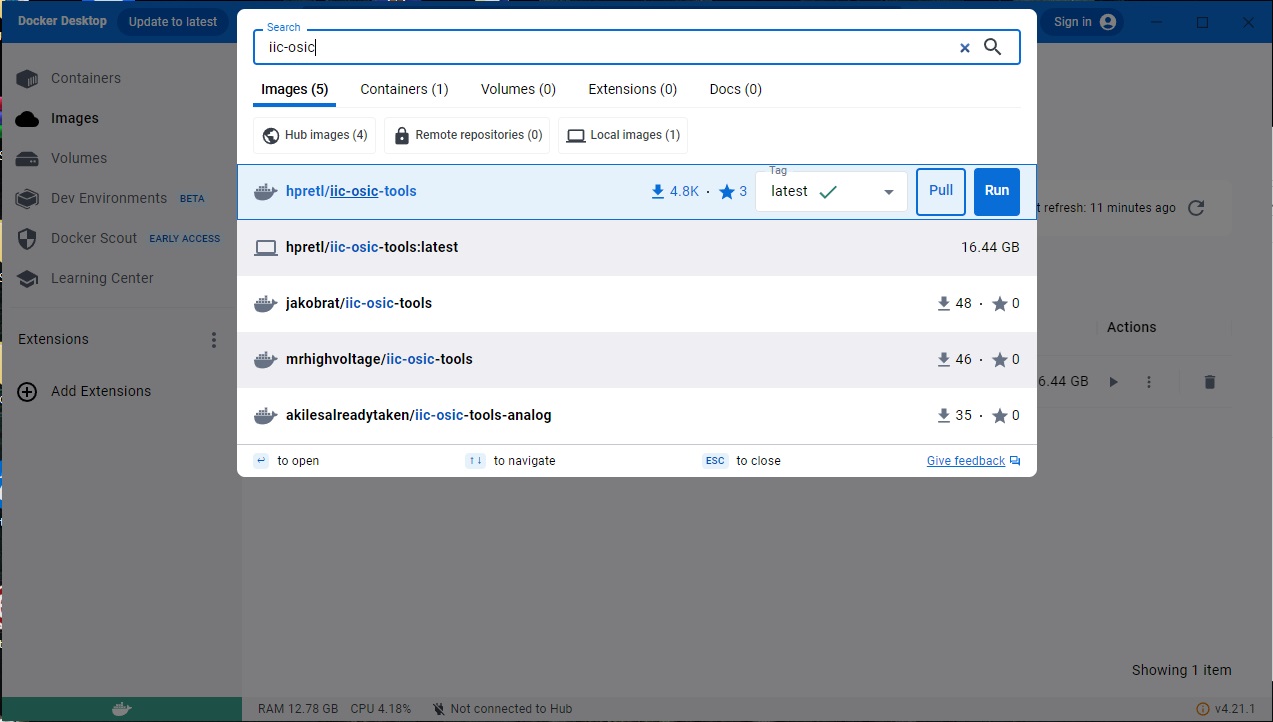 Docker Desktop
Update to latest
Sign in
Search
iic-osic
Images (5)
Containers (1)
Volumes (0)
Extensions (0)
Docs (0)
Hub images (4)
Remote repositories (0)
Local images (1)
hpretl/iic-osic-tools
4.8K · 3
Tag
latest
Pull
Run
hpretl/iic-osic-tools:latest
16.44 GB
jakobrat/iic-osic-tools
48 · 0
mrhighvoltage/iic-osic-tools
46 · 0
akilesalreadytaken/iic-osic-tools-analog
35 · 0
↵ to open
↑↓ to navigate
ESC to close
Give feedback
Containers
Images
Volumes
Dev Environments BETA
Docker Scout EARLY ACCESS
Learning Center
Extensions
Add Extensions
t refresh: 11 minutes ago
Actions
6.44 GB
Showing 1 item
RAM 12.78 GB CPU 4.18% Not connected to Hub
v4.21.1